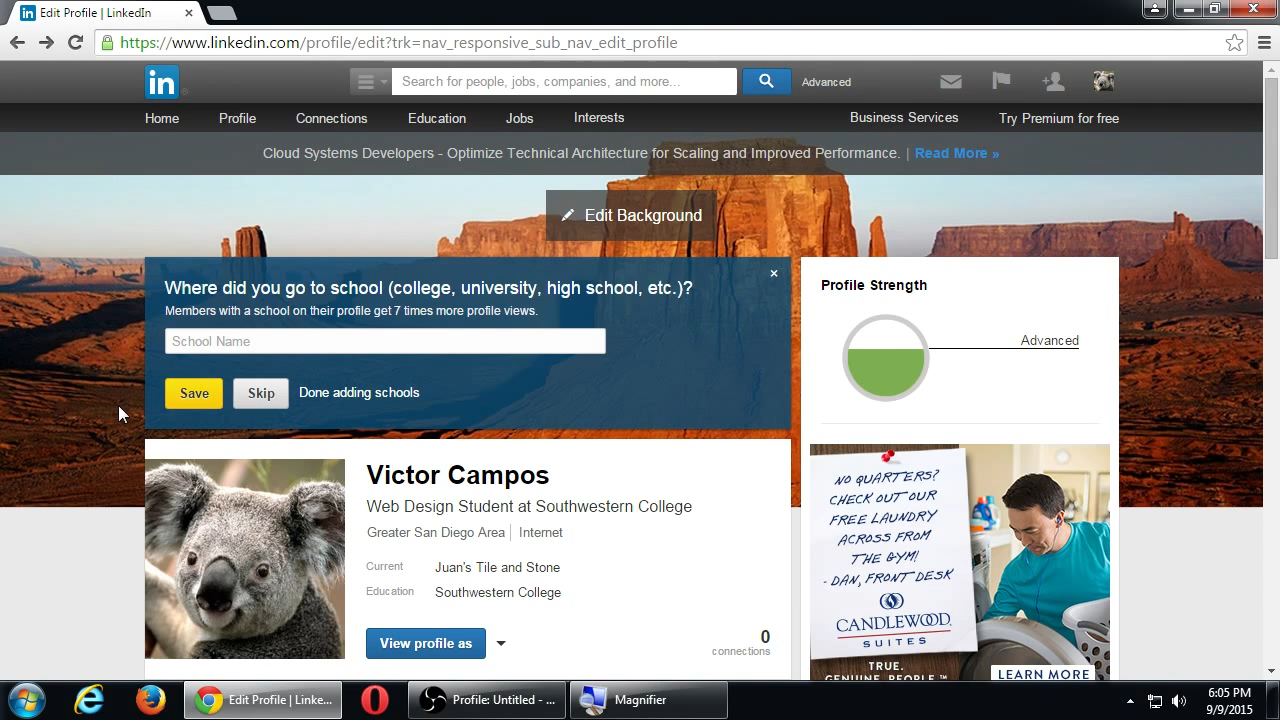 Edit Profile | LinkedIn
https://www.linkedin.com/profile/edit?trk=nav_responsive_sub_nav_edit_profile
in
Search for people, jobs, companies, and more...
Advanced
Home
Profile
Connections
Education
Jobs
Interests
Business Services
Try Premium for free
Cloud Systems Developers - Optimize Technical Architecture for Scaling and Improved Performance. | Read More »
Edit Background
Where did you go to school (college, university, high school, etc.)?
Members with a school on their profile get 7 times more profile views.
School Name
Save
Skip
Done adding schools
Profile Strength
Advanced
Victor Campos
Web Design Student at Southwestern College
Greater San Diego Area | Internet
Current Juan's Tile and Stone
Education Southwestern College
View profile as
0
connections
NO QUARTERS?
CHECK OUT OUR
FREE LAUNDRY
ACROSS FROM
THE GYM!
- DAN, FRONT DESK
CANDLEWOOD
SUITES
TRUE.
GENUINE. PEOPLE.™
LEARN MORE
Edit Profile | Linke...
Profile: Untitled - ...
Magnifier
6:05 PM
9/9/2015